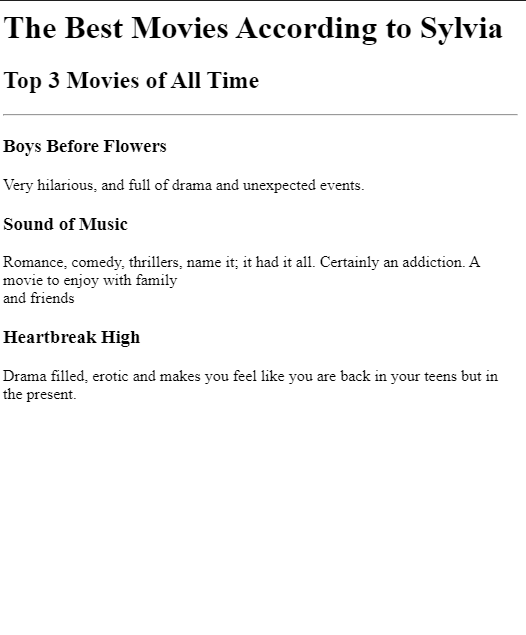 The Best Movies According to Sylvia
Top 3 Movies of All Time
Boys Before Flowers
Very hilarious, and full of drama and unexpected events.
Sound of Music
Romance, comedy, thrillers, name it; it had it all. Certainly an addiction. A
movie to enjoy with family
and friends
Heartbreak High
Drama filled, erotic and makes you feel like you are back in your teens but in
the present.